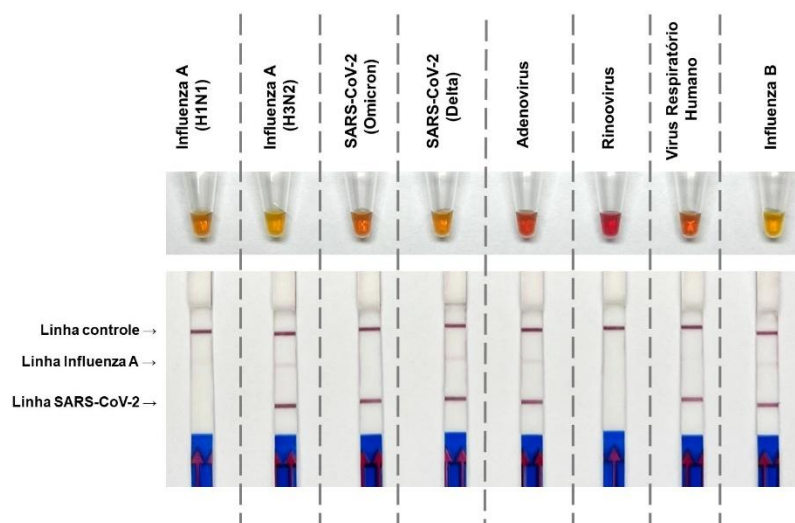 Influenza A
(H1N1)
Influenza A
(H3N2)
SARS-CoV-2
(Omicron)
SARS-CoV-2
(Delta)
Adenovirus
Rinoovirus
Virus Respiratório
Humano
Influenza B
Linha controle →
Linha Influenza A →
Linha SARS-CoV-2 →